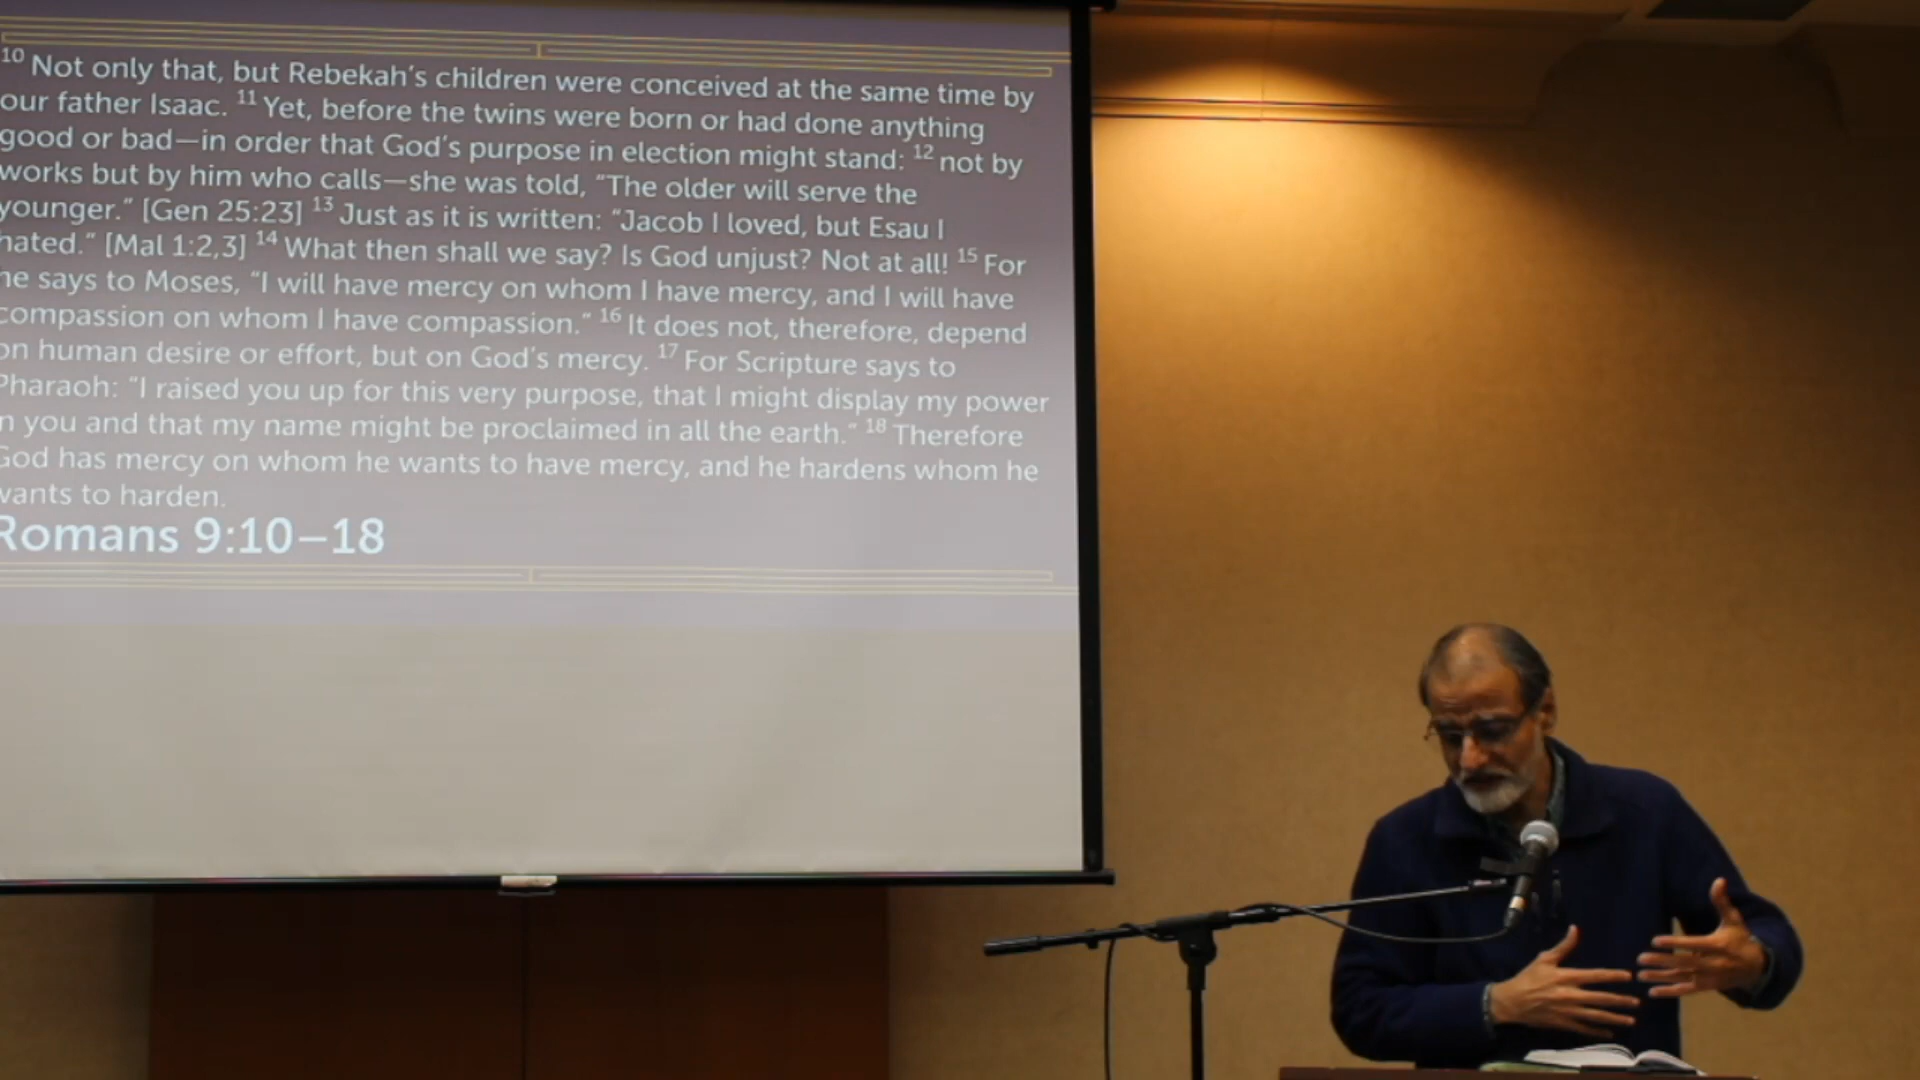 ¹⁰ Not only that, but Rebekah’s children were conceived at the same time by
our father Isaac. ¹¹ Yet, before the twins were born or had done anything
good or bad—in order that God’s purpose in election might stand: ¹² not by
works but by him who calls—she was told, “The older will serve the
younger.” [Gen 25:23] ¹³ Just as it is written: “Jacob I loved, but Esau I
hated.” [Mal 1:2,3] ¹⁴ What then shall we say? Is God unjust? Not at all! ¹⁵ For
he says to Moses, “I will have mercy on whom I have mercy, and I will have
compassion on whom I have compassion.” ¹⁶ It does not, therefore, depend
on human desire or effort, but on God’s mercy. ¹⁷ For Scripture says to
Pharaoh: “I raised you up for this very purpose, that I might display my power
in you and that my name might be proclaimed in all the earth.” ¹⁸ Therefore
God has mercy on whom he wants to have mercy, and he hardens whom he
wants to harden.
Romans 9:10–18